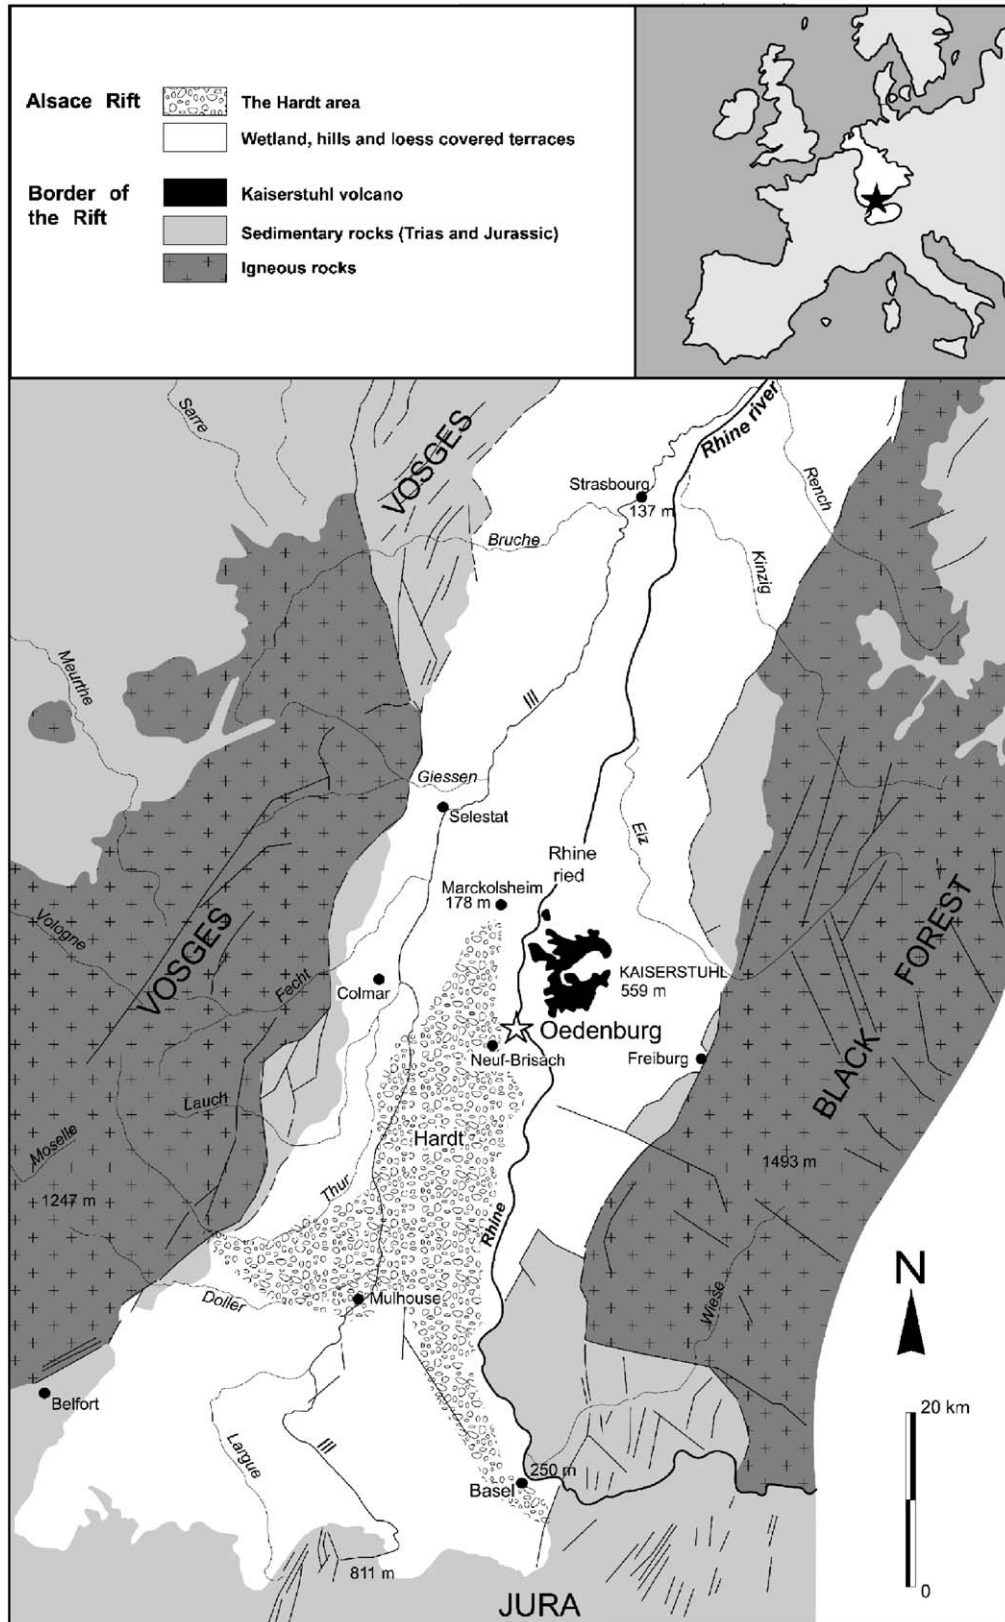 Alsace Rift
The Hardt area
Wetland, hills and loess covered terraces
Border of
the Rift
Kaiserstuhl volcano
Sedimentary rocks (Trias and Jurassic)
Igneous rocks
Sarre
VOSGES
Rhine river
Strasbourg
137 m
Rench
Bruche
Kinzig
Meurthe
Ill
Giessen
Selestat
Elz
Rhine
ried
Marckolsheim
178 m
Vologne
VOSGES
Fecht
Colmar
KAISERSTUHL
559 m
BLACK FOREST
Oedenburg
Neuf-Brisach
Freiburg
Lauch
Hardt
Moselle
1247 m
Thur
1493 m
Rhine
N
Doller
Mulhouse
Wiese
Belfort
20 km
Largue
Ill
250 m
Basel
811 m
0
JURA